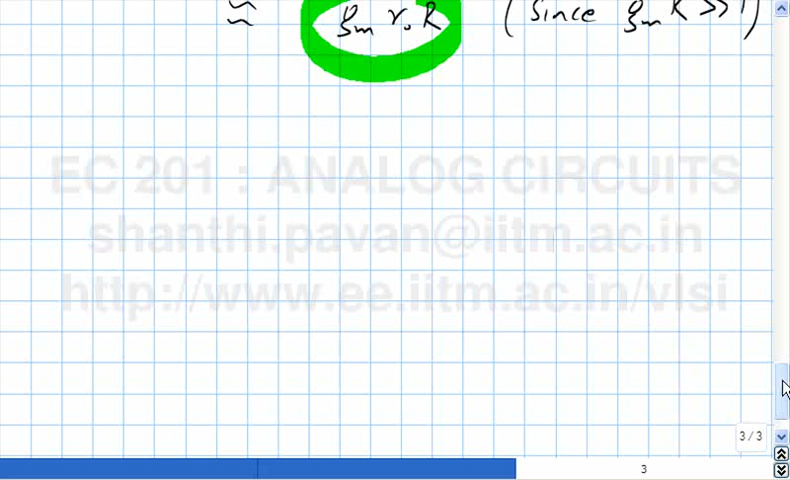 ≈ gm ro R (since gm R >> 1)
EC 201 : ANALOG CIRCUITS
shanthi.pavan@iitm.ac.in
http://www.ee.iitm.ac.in/vlsi
3/3
3